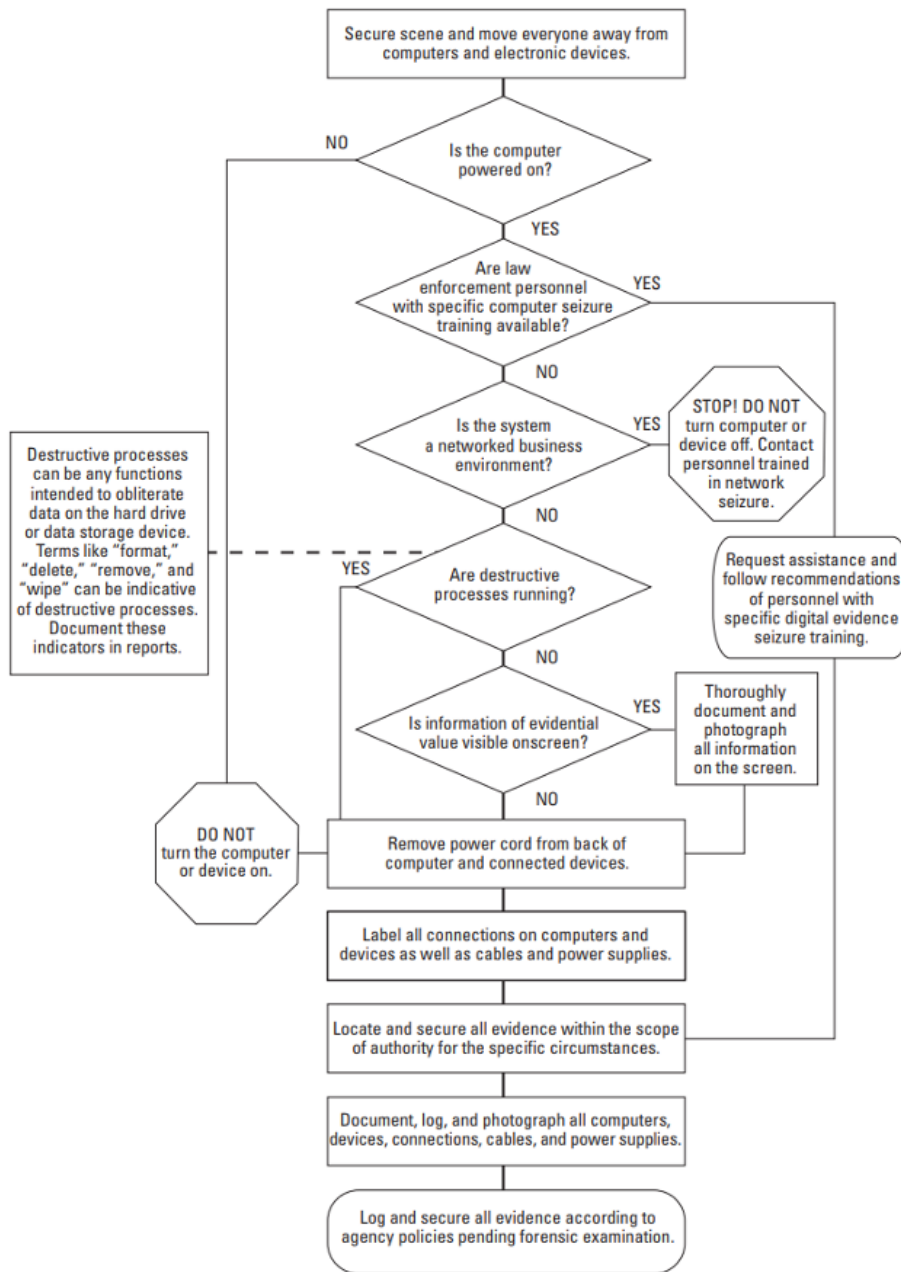 Secure scene and move everyone away from
computers and electronic devices.
NO
Is the computer
powered on?
YES
Are law
enforcement personnel
with specific computer seizure
training available?
YES
NO
Is the system
a networked business
environment?
YES
STOP! DO NOT
turn computer or
device off. Contact
personnel trained
in network
seizure.
NO
Destructive processes
can be any functions
intended to obliterate
data on the hard drive
or data storage device.
Terms like “format,”
“delete,” “remove,” and
“wipe” can be indicative
of destructive processes.
Document these
indicators in reports.
YES
Are destructive
processes running?
Request assistance and
follow recommendations
of personnel with
specific digital evidence
seizure training.
NO
Is information of evidential
value visible onscreen?
YES
Thoroughly
document and
photograph
all information
on the screen.
NO
DO NOT
turn the computer
or device on.
Remove power cord from back of
computer and connected devices.
Label all connections on computers and
devices as well as cables and power supplies.
Locate and secure all evidence within the scope
of authority for the specific circumstances.
Document, log, and photograph all computers,
devices, connections, cables, and power supplies.
Log and secure all evidence according to
agency policies pending forensic examination.